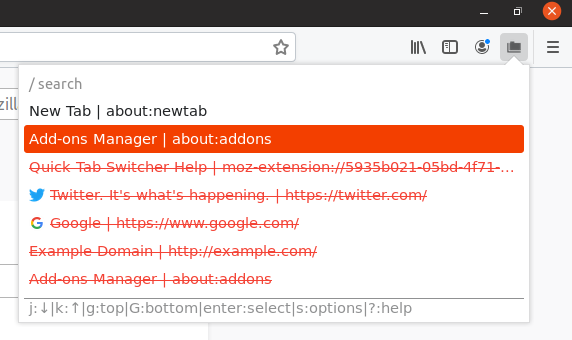 / search
New Tab | about:newtab
Add-ons Manager | about:addons
Quick Tab Switcher Help | moz-extension://5935b021-05bd-4f71-...
Twitter. It's what's happening. | https://twitter.com/
Google | https://www.google.com/
Example Domain | http://example.com/
Add-ons Manager | about:addons
j:↓|k:↑|g:top|G:bottom|enter:select|s:options|?:help